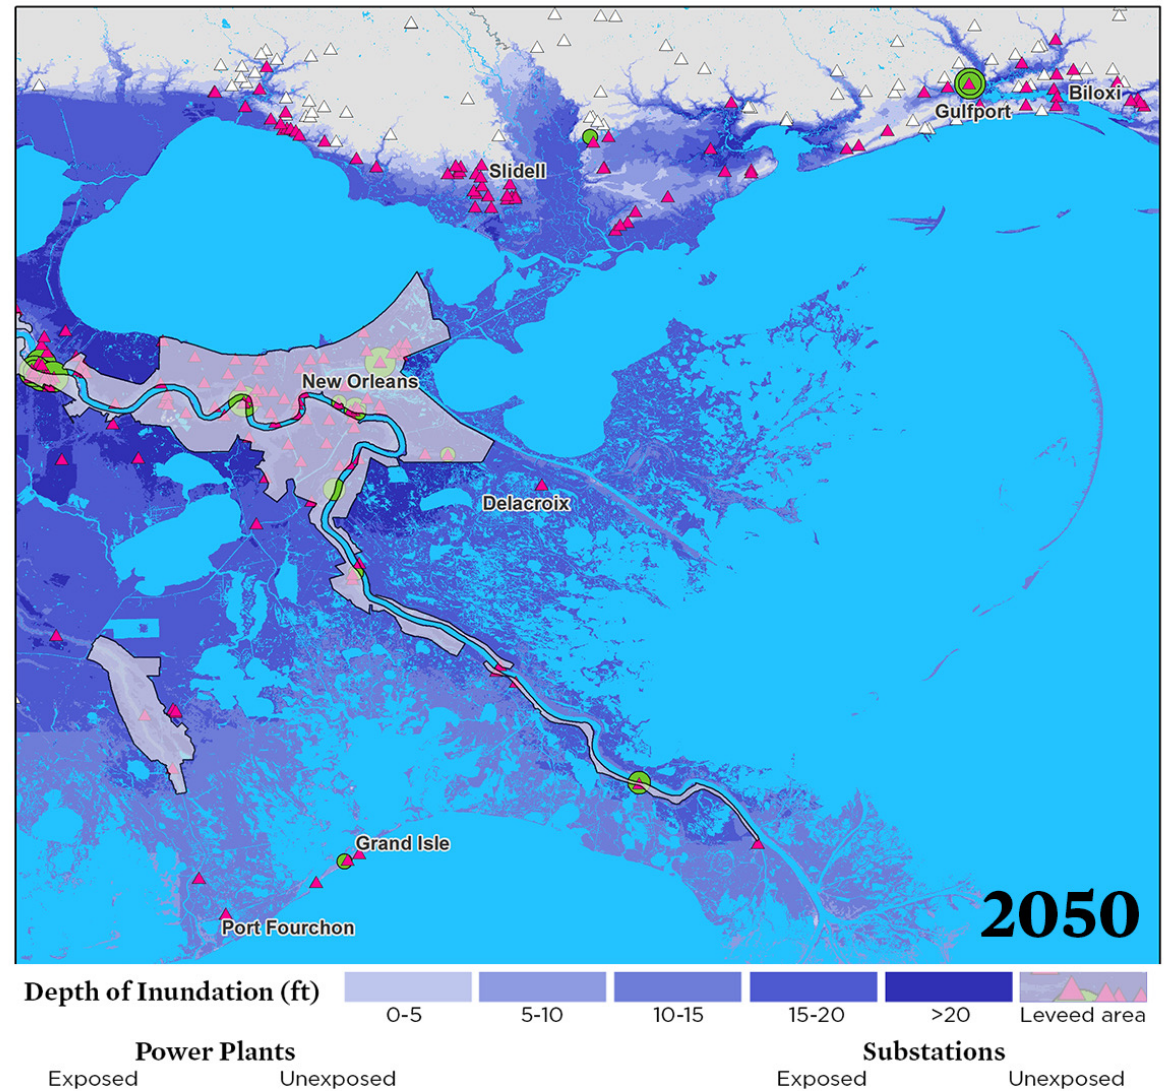 Biloxi
Gulfport
Slidell
New Orleans
Delacroix
Grand Isle
Port Fourchon
2050
Depth of Inundation (ft)
0-5
5-10
10-15
15-20
>20
Leveed area
Power Plants
Substations
Exposed
Unexposed
Exposed
Unexposed